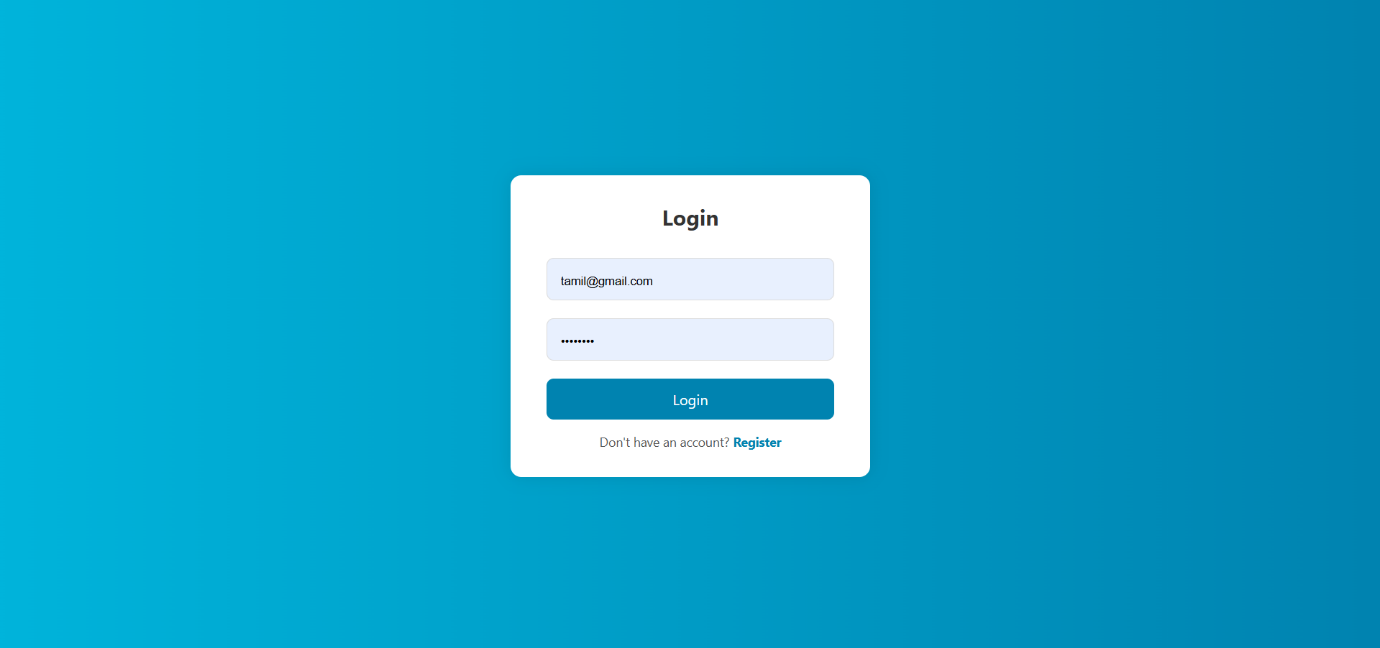 Login
tamil@gmail.com
••••••••
Login
Don't have an account? Register